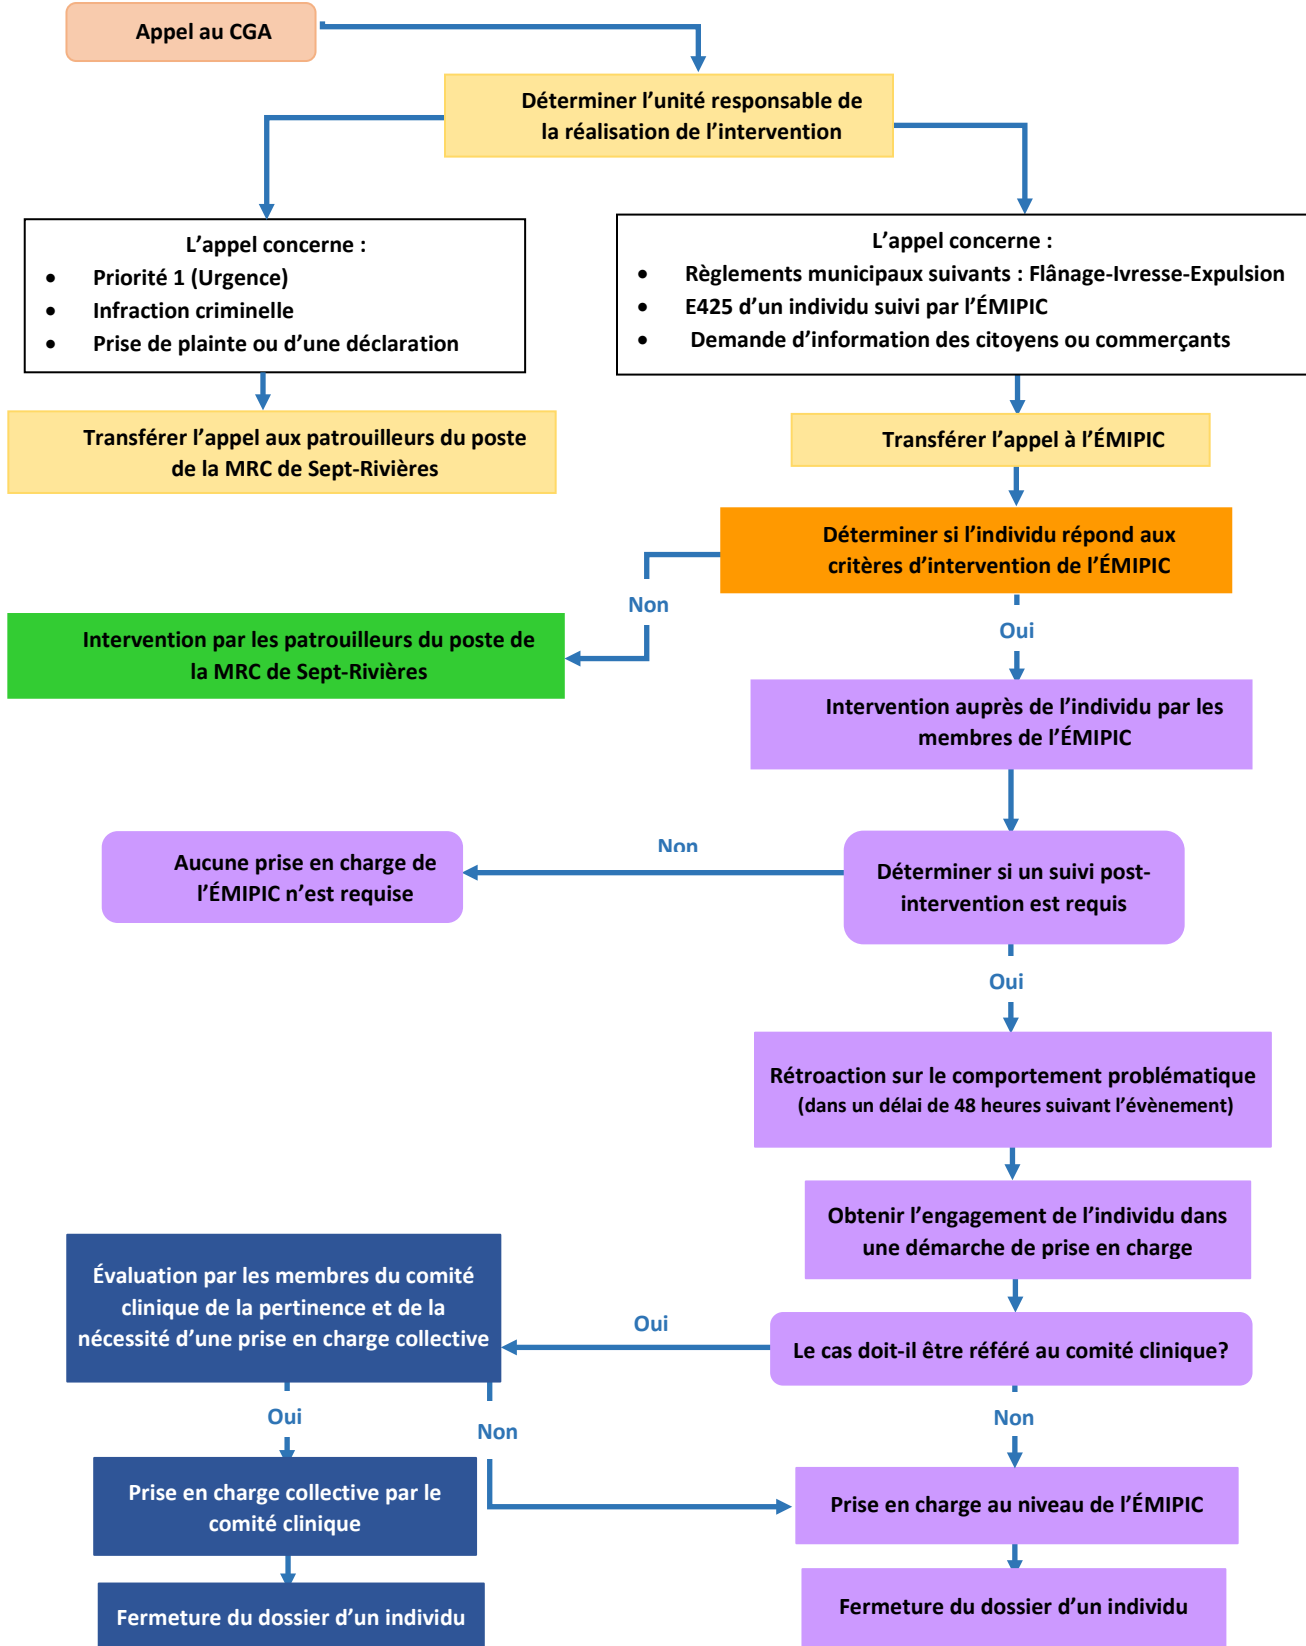 Appel au CGA
Déterminer l’unité responsable de
la réalisation de l’intervention
L’appel concerne :
• Priorité 1 (Urgence)
• Infraction criminelle
• Prise de plainte ou d’une déclaration
L’appel concerne :
• Règlements municipaux suivants : Flânage-Ivresse-Expulsion
• E425 d’un individu suivi par l’ÉMIPIC
• Demande d’information des citoyens ou commerçants
Transférer l’appel aux patrouilleurs du poste
de la MRC de Sept-Rivières
Transférer l’appel à l’ÉMIPIC
Déterminer si l’individu répond aux
critères d’intervention de l’ÉMIPIC
Non
Oui
Intervention par les patrouilleurs du poste de
la MRC de Sept-Rivières
Intervention auprès de l’individu par les
membres de l’ÉMIPIC
Non
Aucune prise en charge de
l’ÉMIPIC n’est requise
Déterminer si un suivi post-
intervention est requis
Oui
Rétroaction sur le comportement problématique
(dans un délai de 48 heures suivant l’évènement)
Obtenir l’engagement de l’individu dans
une démarche de prise en charge
Évaluation par les membres du comité
clinique de la pertinence et de la
nécessité d’une prise en charge collective
Oui
Le cas doit-il être référé au comité clinique?
Oui
Non
Non
Prise en charge collective par le
comité clinique
Prise en charge au niveau de l’ÉMIPIC
Fermeture du dossier d’un individu
Fermeture du dossier d’un individu